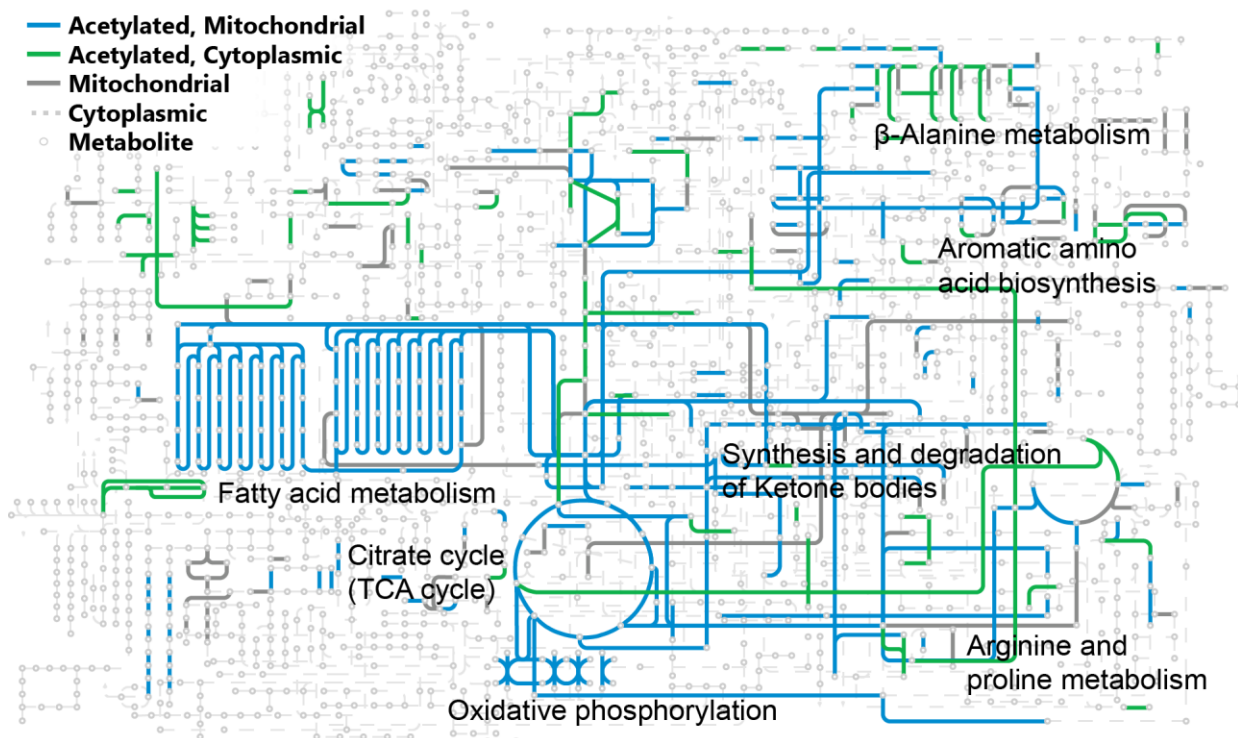 Acetylated, Mitochondrial
Acetylated, Cytoplasmic
Mitochondrial
Cytoplasmic
Metabolite
β-Alanine metabolism
Aromatic amino
acid biosynthesis
Synthesis and degradation
of Ketone bodies
Fatty acid metabolism
Citrate cycle
(TCA cycle)
Arginine and
proline metabolism
Oxidative phosphorylation